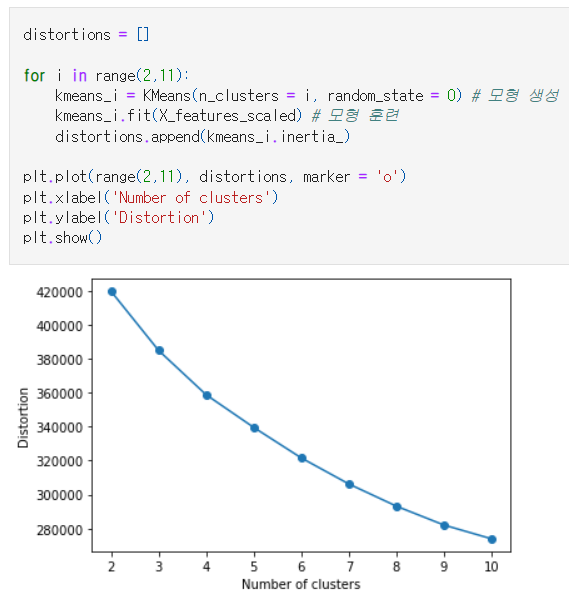 distortions = []
for i in range(2,11):
    kmeans_i = KMeans(n_clusters = i, random_state = 0) # 모형 생성
    kmeans_i.fit(X_features_scaled) # 모형 훈련
    distortions.append(kmeans_i.inertia_)
plt.plot(range(2,11), distortions, marker = 'o')
plt.xlabel('Number of clusters')
plt.ylabel('Distortion')
plt.show()
420000
400000
380000
360000
340000
320000
300000
280000
Distortion
2 3 4 5 6 7 8 9 10
Number of clusters